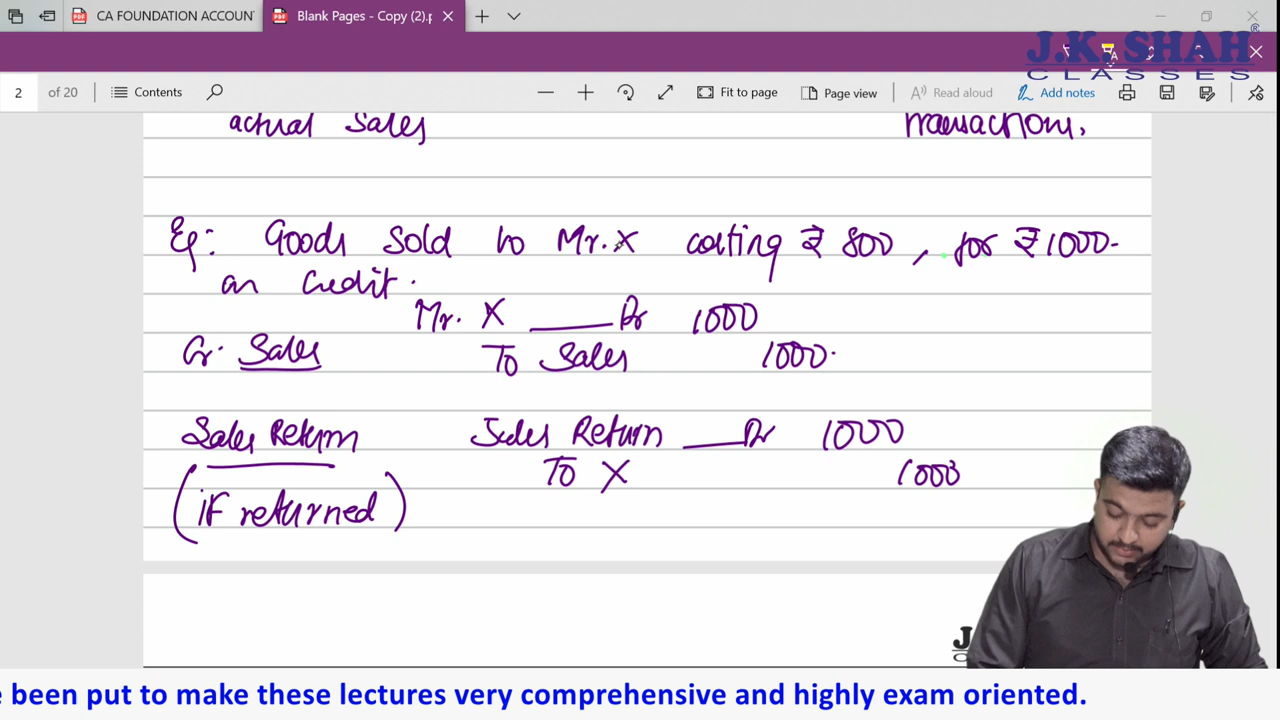 CA FOUNDATION ACCOUN
Blank Pages - Copy (2).p
J.K. SHAH®
CLASSES
2 of 20 Contents Fit to page Page view Read aloud Add notes
actual Sales
Transactions.
Eg: Goods Sold to Mr. X costing ₹ 800, for ₹ 1000.
on Credit.
Mr. X ____ Dr 1000
Cr. Sales To Sales 1000.
Sales Return Sales Return ____ Dr 1000
To X 1000
(if returned)
J.
C
e been put to make these lectures very comprehensive and highly exam oriented.